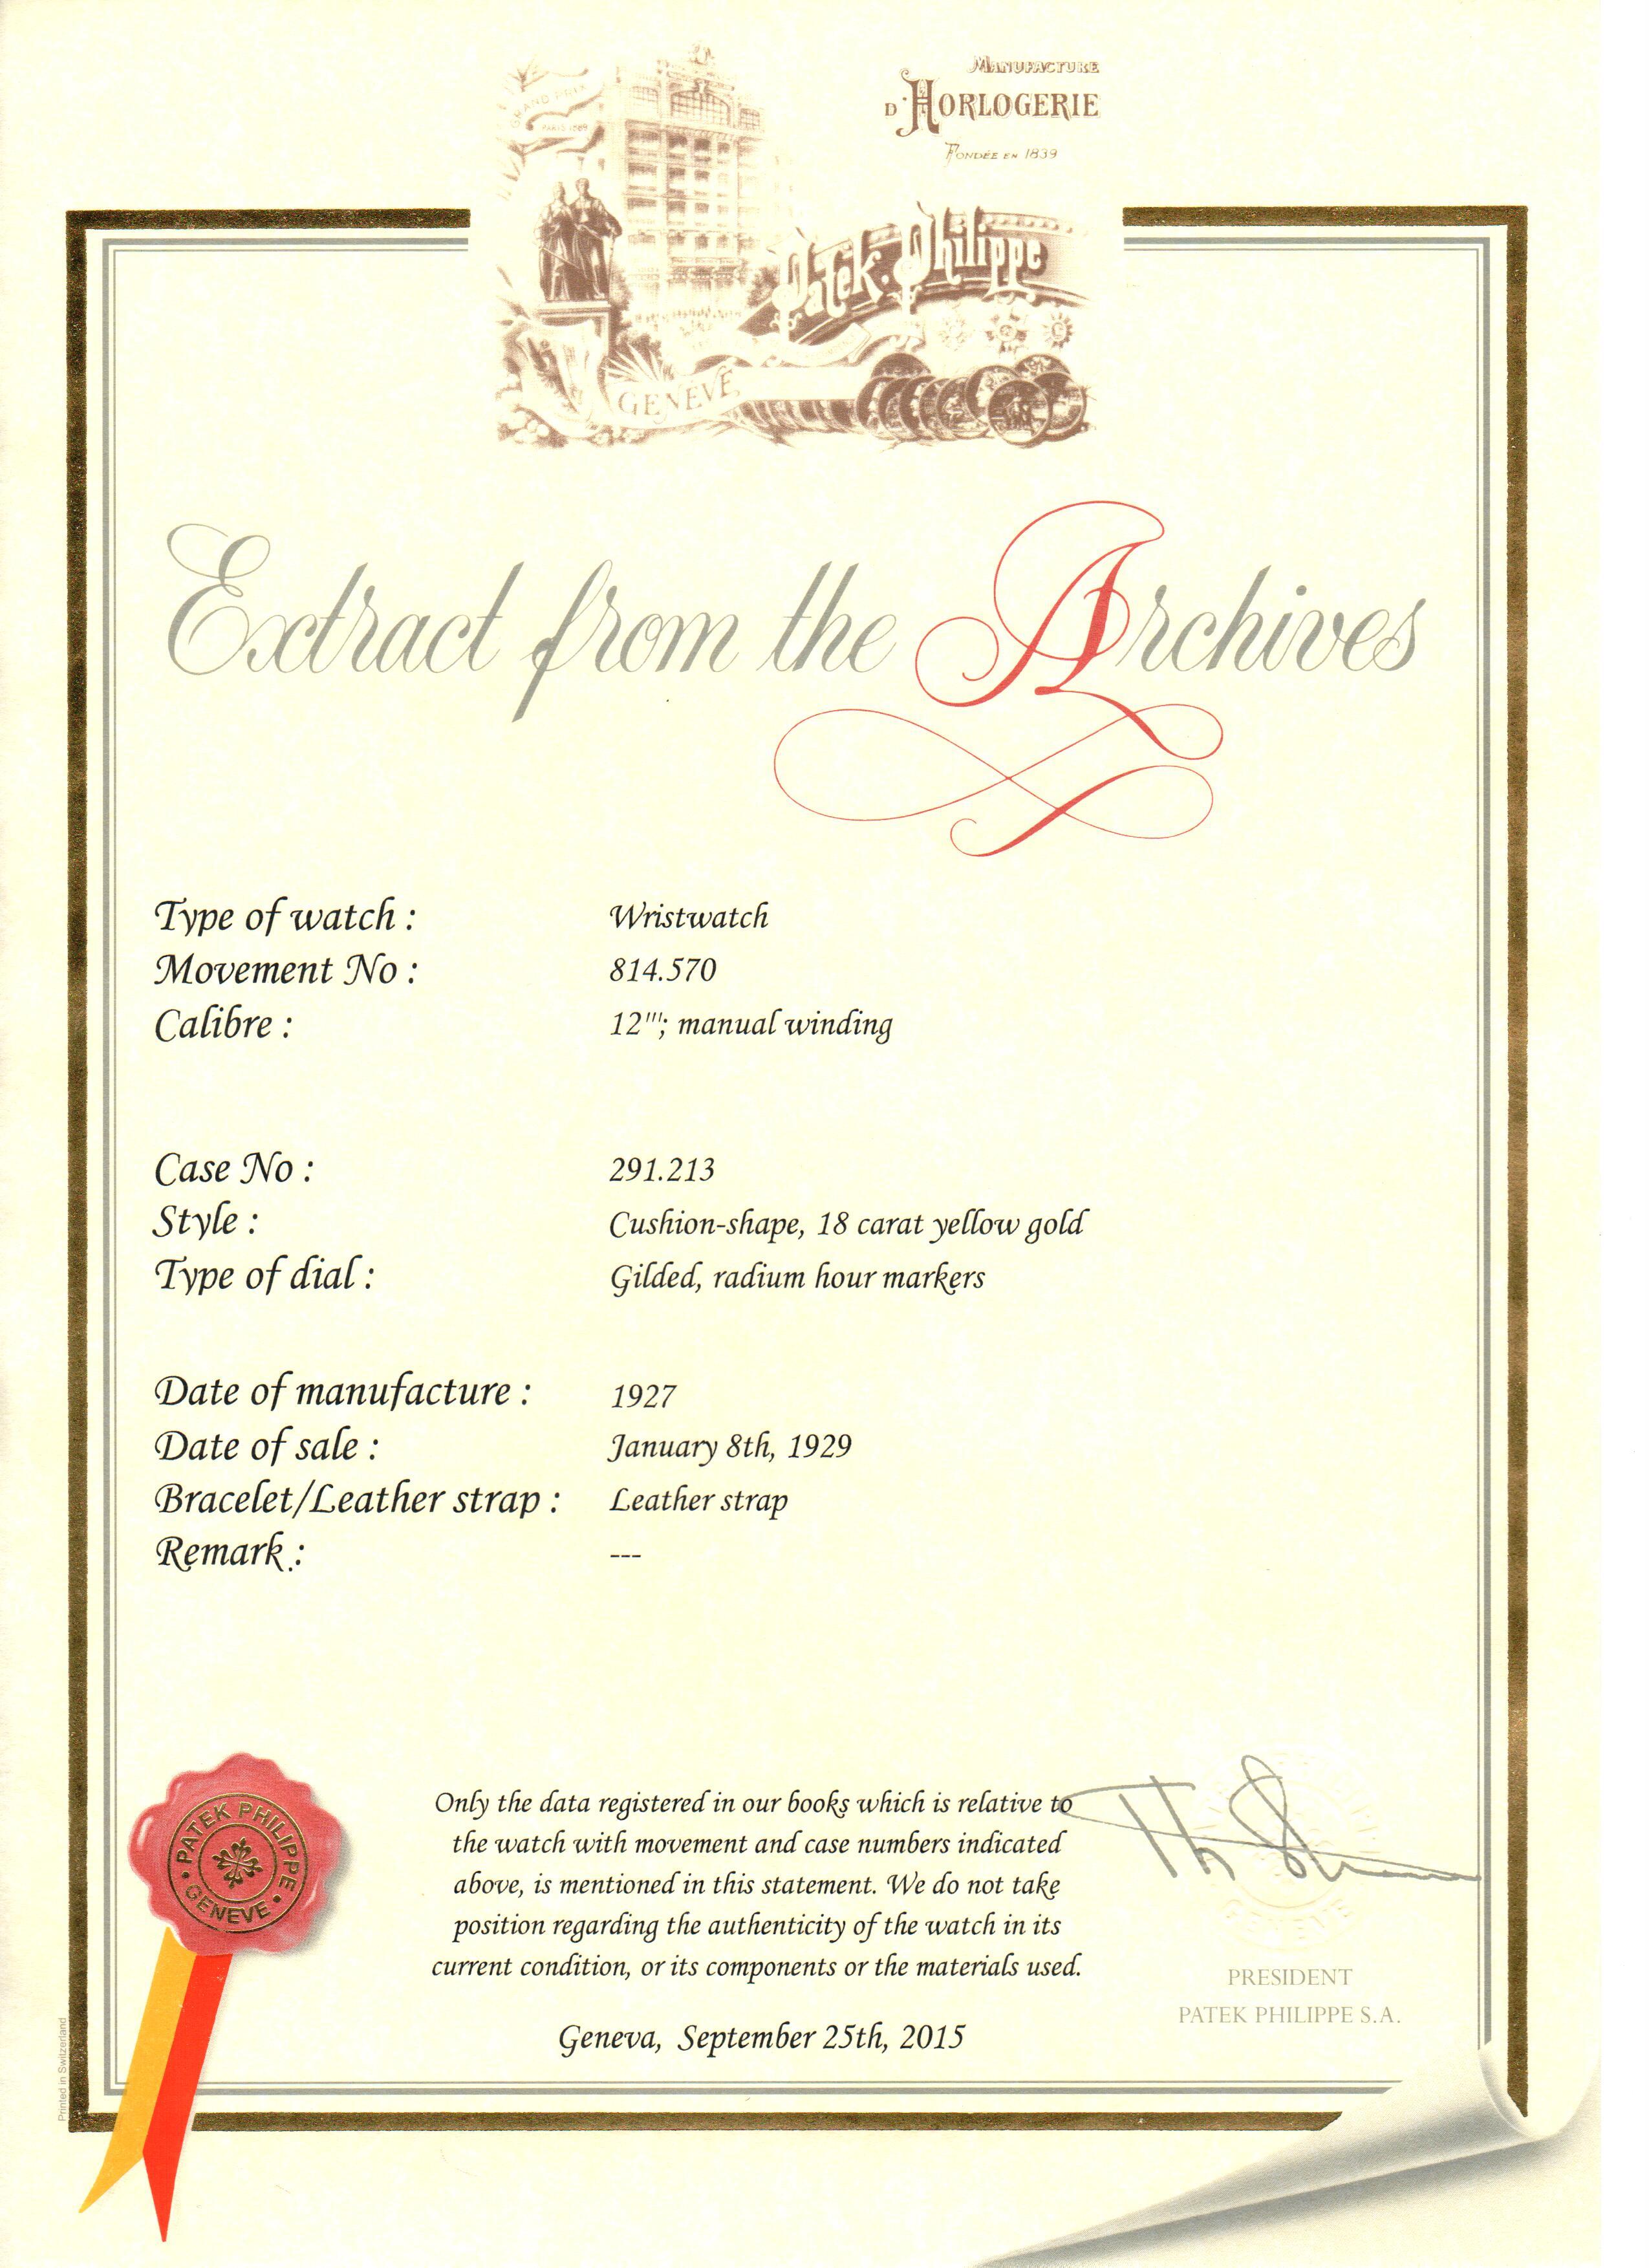 MANUFACTURE
D'HORLOGERIE
FONDÉE EN 1839
GRAND PRIX
PARIS 1889
Patek Philippe
GENEVE
Extract from the Archives
Type of watch : Wristwatch
Movement No : 814.570
Calibre : 12'''; manual winding
Case No : 291.213
Style : Cushion-shape, 18 carat yellow gold
Type of dial : Gilded, radium hour markers
Date of manufacture : 1927
Date of sale : January 8th, 1929
Bracelet/Leather strap : Leather strap
Remark : ---
PATEK PHILIPPE
GENEVE
Only the data registered in our books which is relative to
the watch with movement and case numbers indicated
above, is mentioned in this statement. We do not take
position regarding the authenticity of the watch in its
current condition, or its components or the materials used.
Geneva, September 25th, 2015
PRESIDENT
PATEK PHILIPPE S.A.
Printed in Switzerland